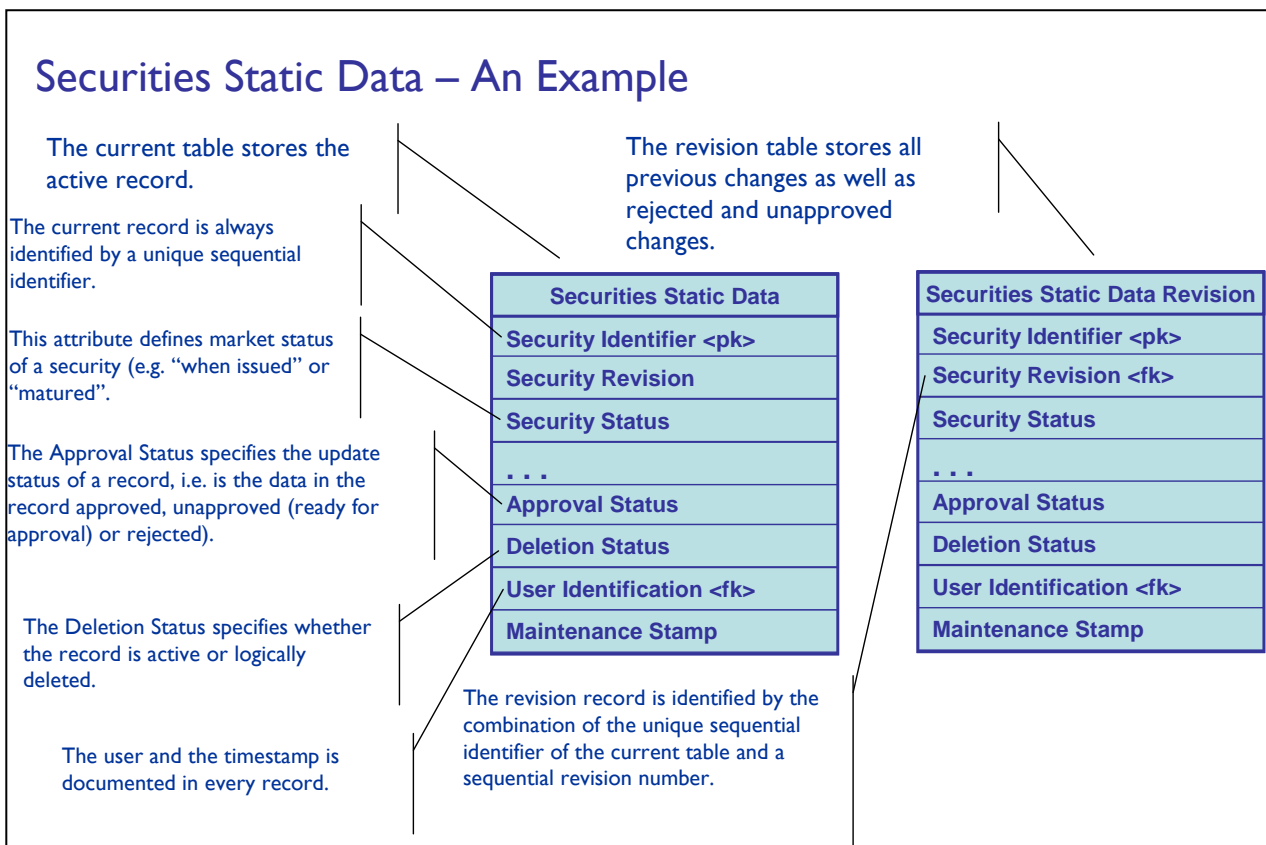 Securities Static Data – An Example
The current table stores the
active record.
The revision table stores all
previous changes as well as
rejected and unapproved
changes.
The current record is always
identified by a unique sequential
identifier.
This attribute defines market status
of a security (e.g. “when issued” or
“matured”.
The Approval Status specifies the update
status of a record, i.e. is the data in the
record approved, unapproved (ready for
approval) or rejected).
The Deletion Status specifies whether
the record is active or logically
deleted.
The user and the timestamp is
documented in every record.
Securities Static Data
Security Identifier <pk>
Security Revision
Security Status
. . .
Approval Status
Deletion Status
User Identification <fk>
Maintenance Stamp
Securities Static Data Revision
Security Identifier <pk>
Security Revision <fk>
Security Status
. . .
Approval Status
Deletion Status
User Identification <fk>
Maintenance Stamp
The revision record is identified by the
combination of the unique sequential
identifier of the current table and a
sequential revision number.